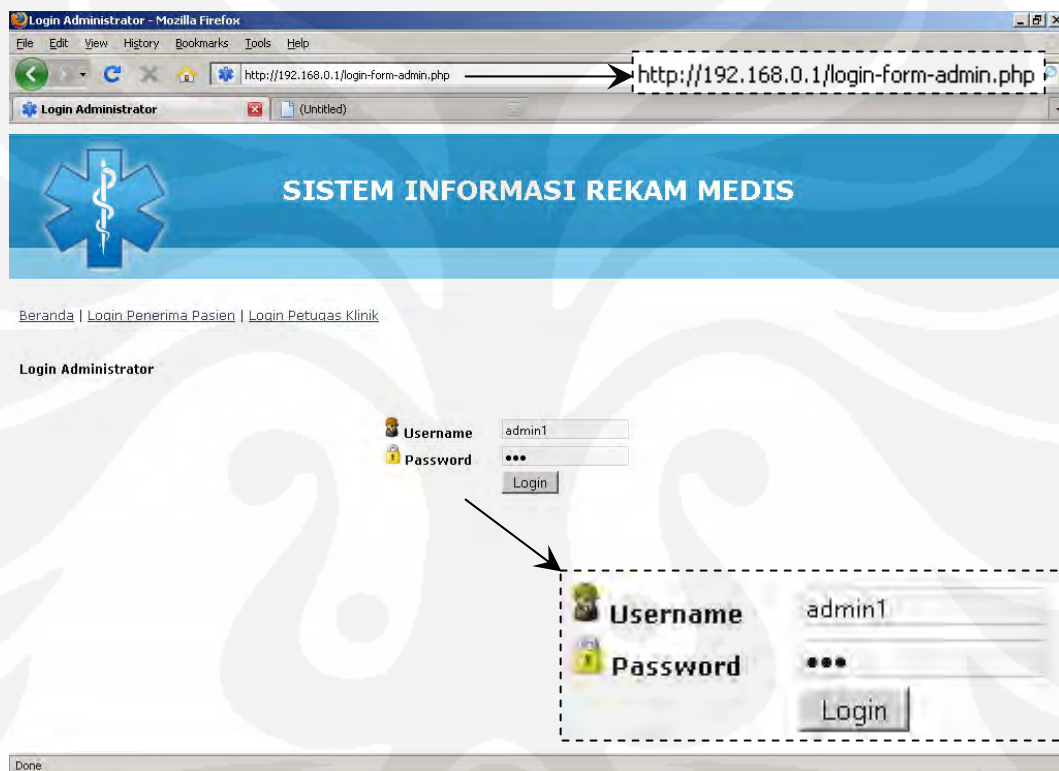 Login Administrator - Mozilla Firefox
File Edit View History Bookmarks Tools Help
http://192.168.0.1/login-form-admin.php
http://192.168.0.1/login-form-admin.php
Login Administrator
(Untitled)
SISTEM INFORMASI REKAM MEDIS
Beranda | Login Penerima Pasien | Login Petugas Klinik
Login Administrator
Username admin1
Password •••
Login
Username admin1
Password •••
Login
Done